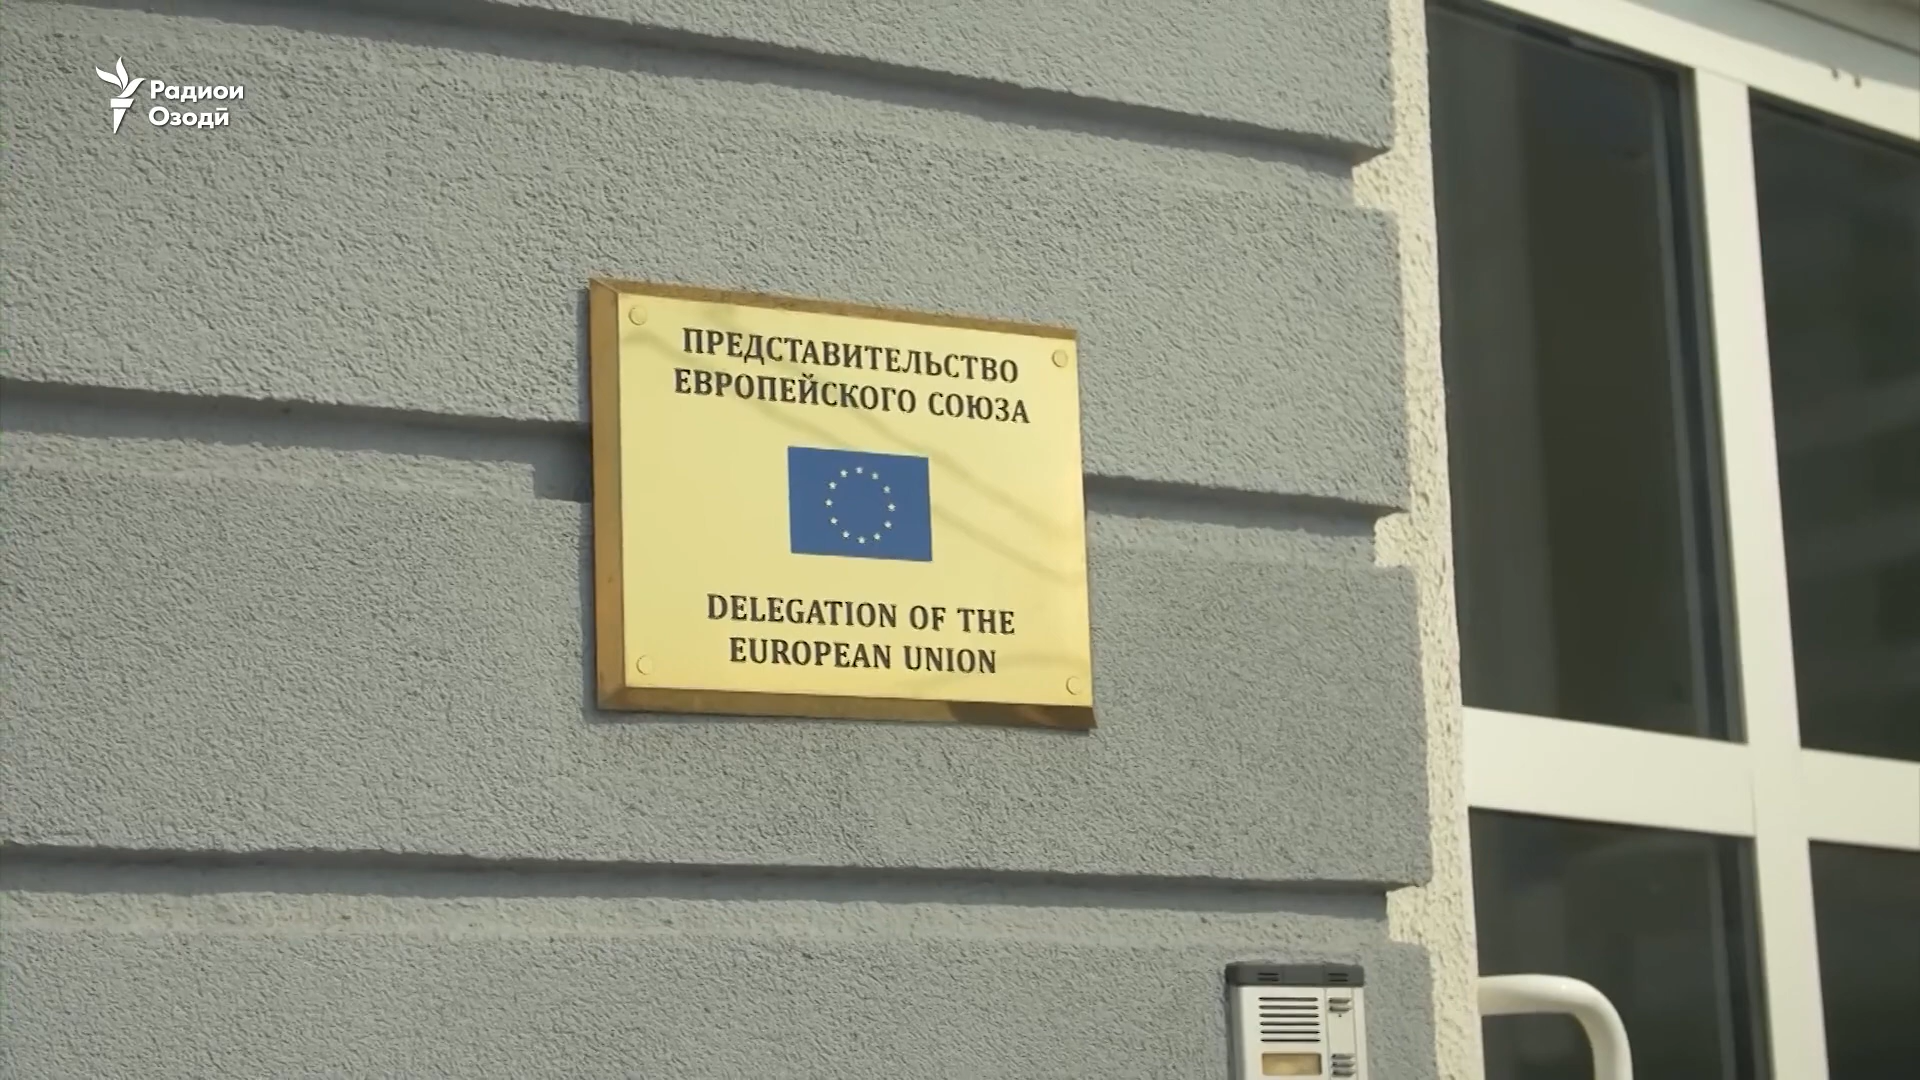 Радиои
Озодӣ
ПРЕДСТАВИТЕЛЬСТВО
ЕВРОПЕЙСКОГО СОЮЗА
DELEGATION OF THE
EUROPEAN UNION